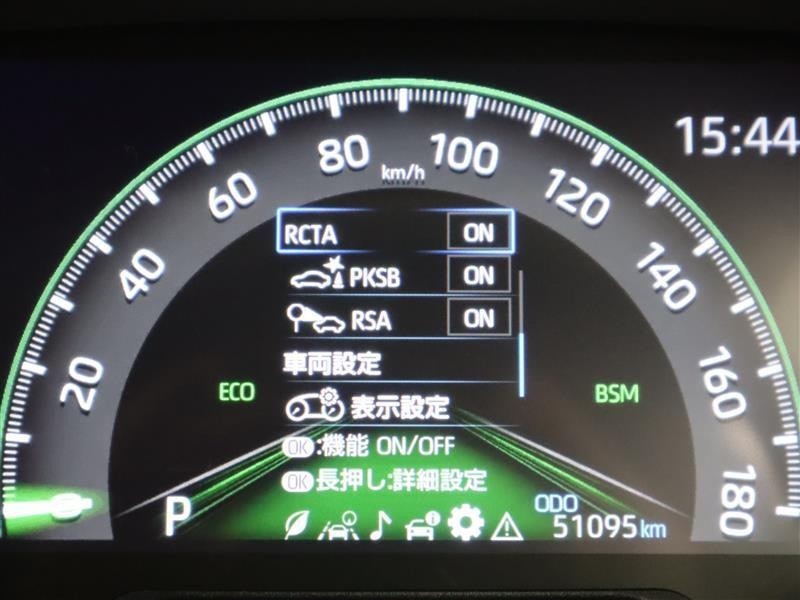 15:44
80
100
km/h
60
120
RCTA ON
40
140
PKSB ON
RSA ON
車両設定
20
160
ECO
BSM
表示設定
OK:機能 ON/OFF
OK長押し:詳細設定
0
180
P
ODO
51095km